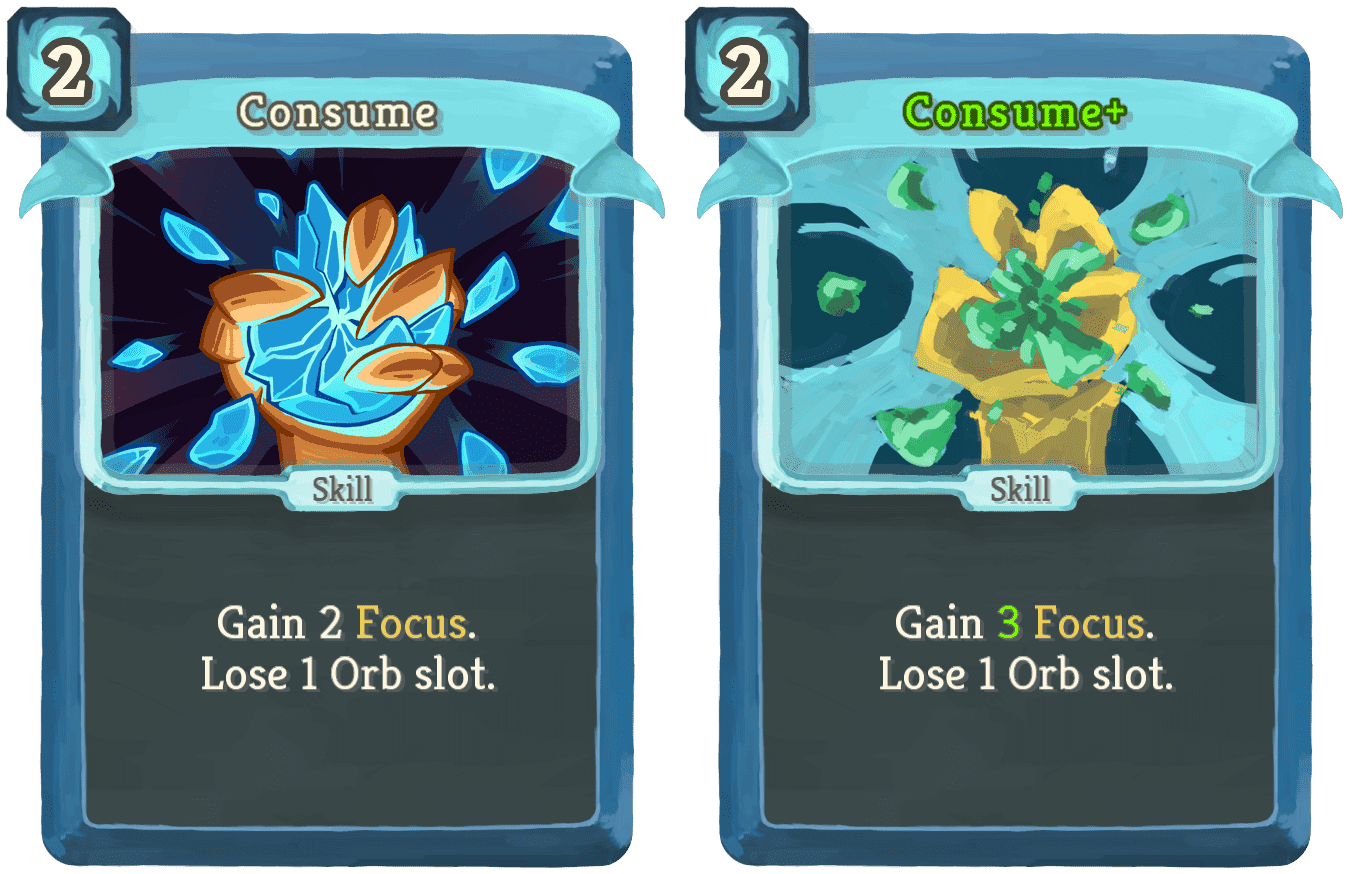 2
Consume
Skill
Gain 2 Focus.
Lose 1 Orb slot.
2
Consume+
Skill
Gain 3 Focus.
Lose 1 Orb slot.